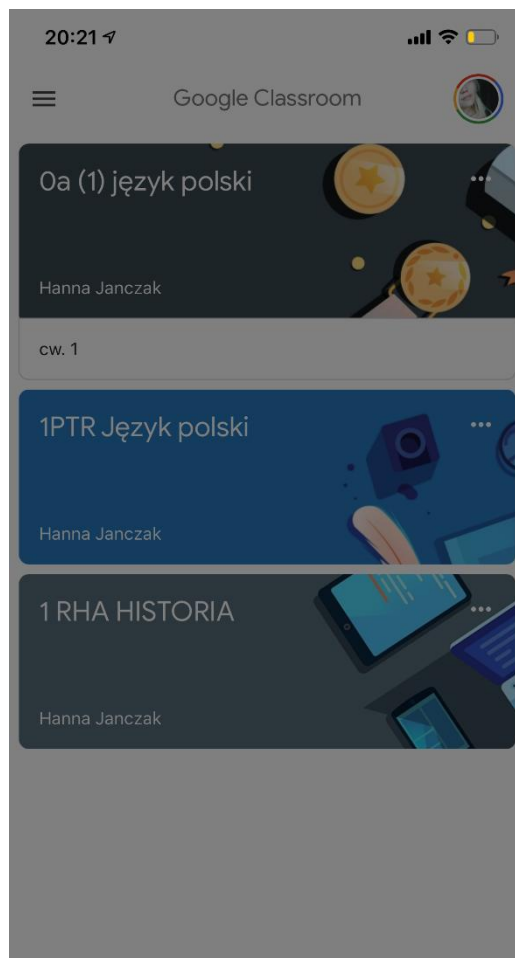 20:21
Google Classroom
0a (1) język polski
Hanna Janczak
cw. 1
1PTR Język polski
Hanna Janczak
1 RHA HISTORIA
Hanna Janczak